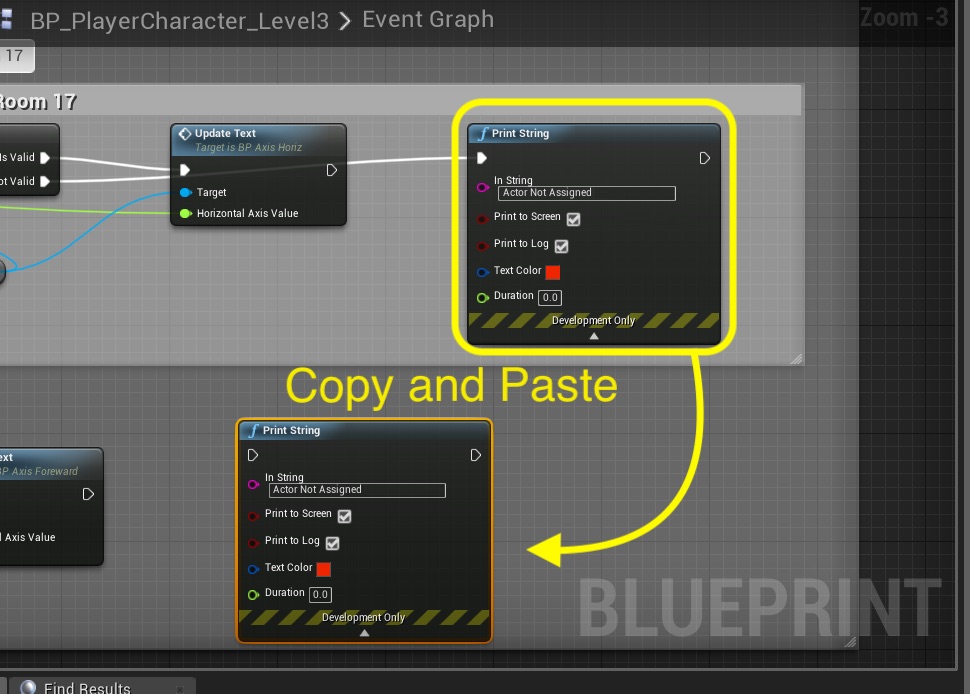 BP_PlayerCharacter_Level3 > Event Graph
Zoom -3
17
Room 17
Is Valid
ot Valid
Update Text
Target is BP Axis Horiz
Target
Horizontal Axis Value
Print String
In String
Actor Not Assigned
Print to Screen
Print to Log
Text Color
Duration 0.0
Development Only
Copy and Paste
ext
BP Axis Foreward
l Axis Value
Print String
In String
Actor Not Assigned
Print to Screen
Print to Log
Text Color
Duration 0.0
Development Only
BLUEPRINT
Find Results